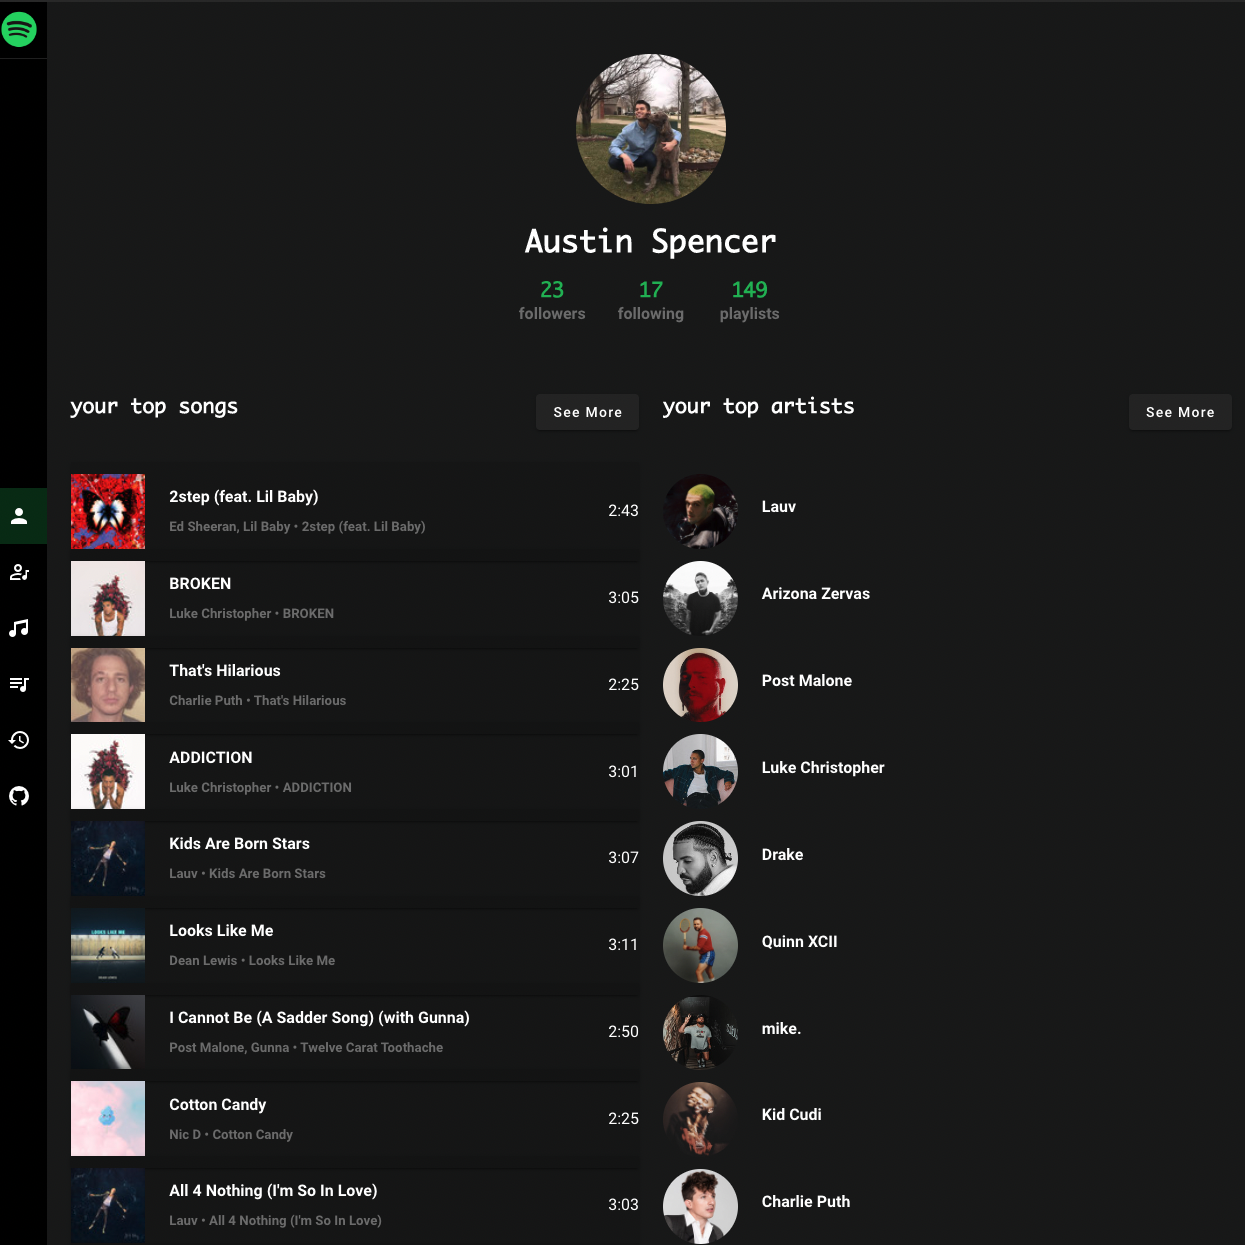 Austin Spencer
23 17 149
followers following playlists
your top songs
See More
2step (feat. Lil Baby)
Ed Sheeran, Lil Baby • 2step (feat. Lil Baby)
2:43
BROKEN
Luke Christopher • BROKEN
3:05
That's Hilarious
Charlie Puth • That's Hilarious
2:25
ADDICTION
Luke Christopher • ADDICTION
3:01
Kids Are Born Stars
Lauv • Kids Are Born Stars
3:07
LOOKS LIKE ME
Looks Like Me
Dean Lewis • Looks Like Me
3:11
I Cannot Be (A Sadder Song) (with Gunna)
Post Malone, Gunna • Twelve Carat Toothache
2:50
Cotton Candy
Nic D • Cotton Candy
2:25
All 4 Nothing (I'm So In Love)
Lauv • All 4 Nothing (I'm So In Love)
3:03
your top artists
See More
Lauv
Arizona Zervas
Post Malone
Luke Christopher
Drake
Quinn XCII
mike.
Kid Cudi
Charlie Puth